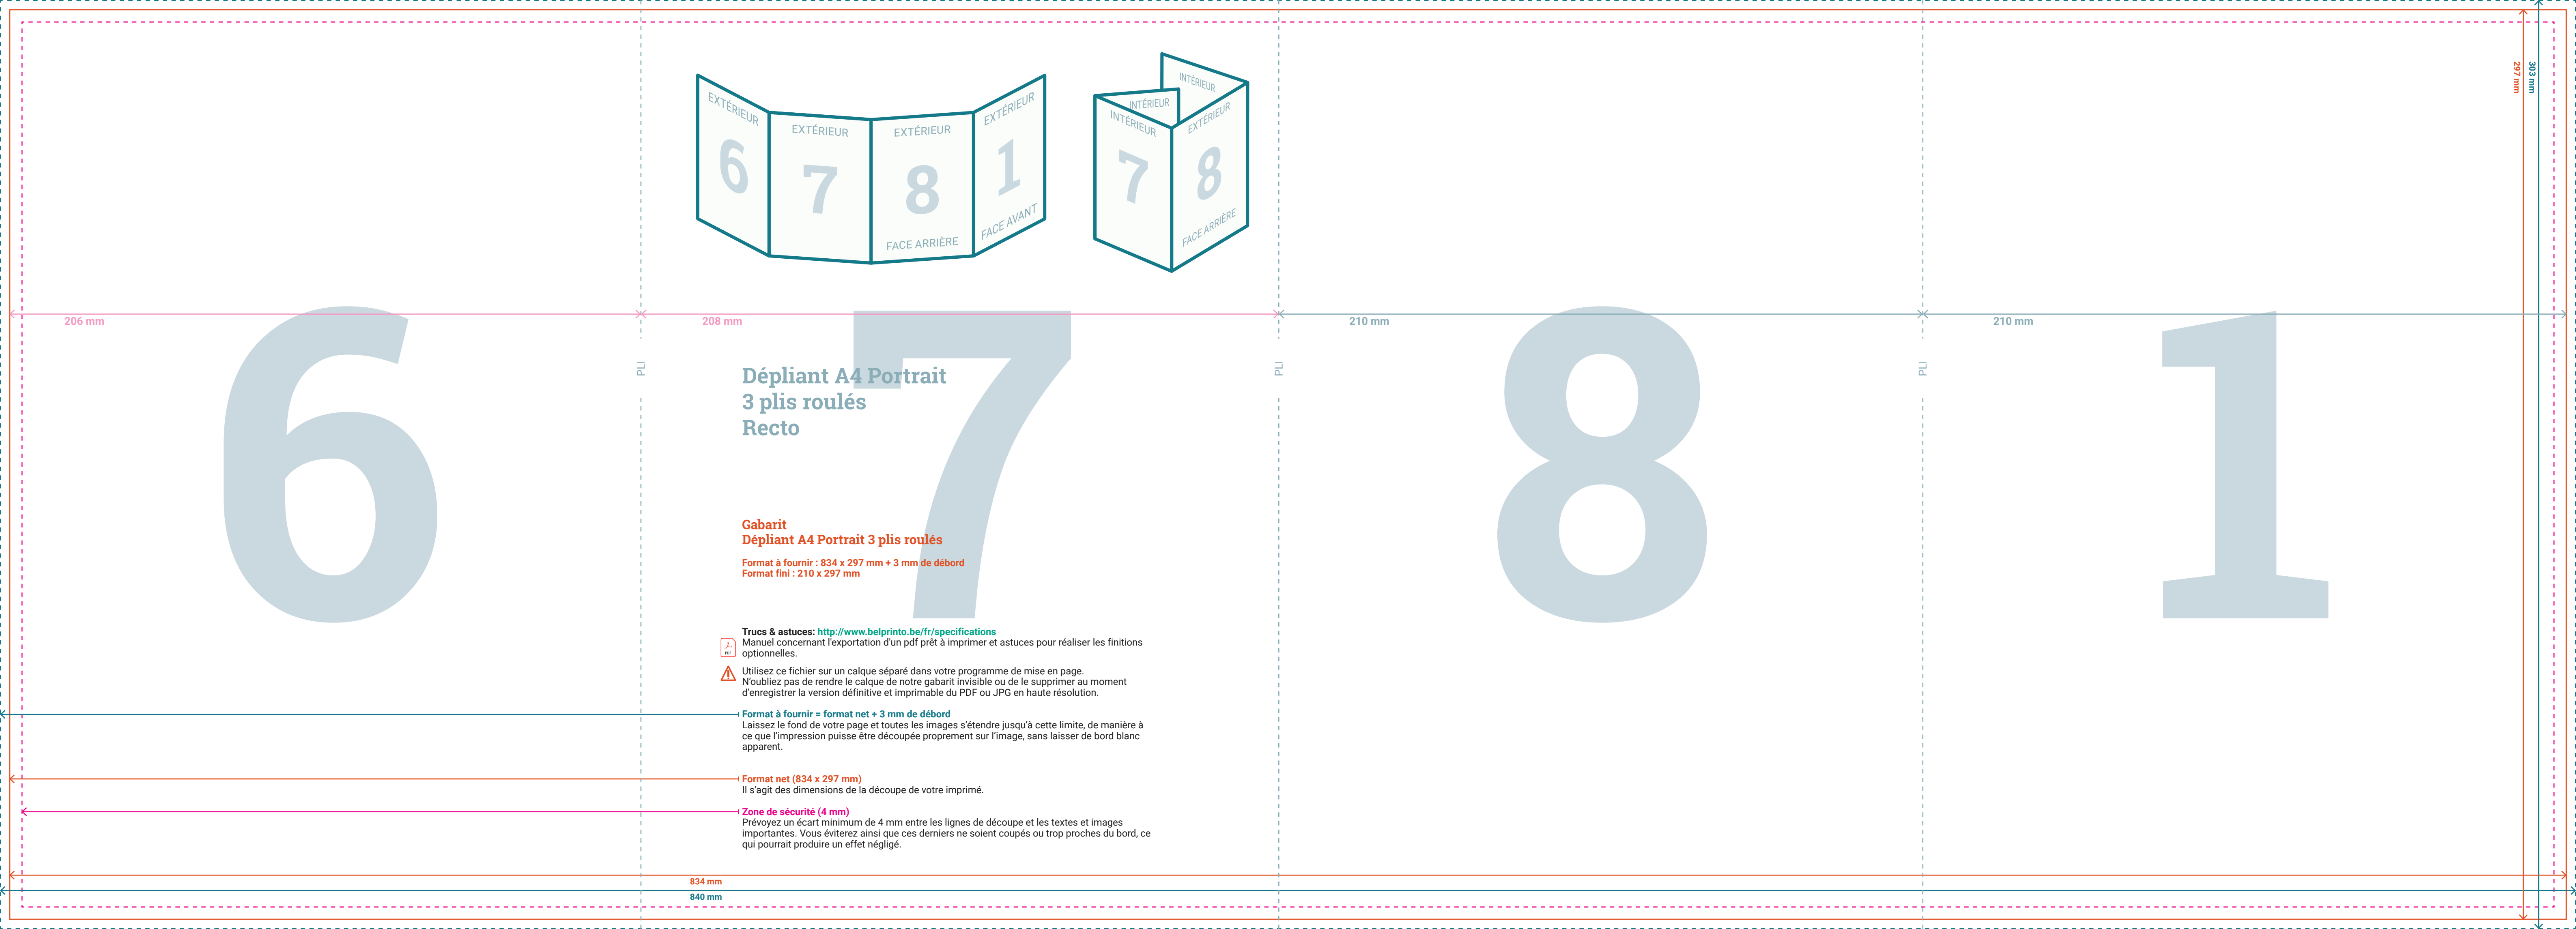 297 mm
303 mm
EXTÉRIEUR
6
EXTÉRIEUR
7
EXTÉRIEUR
8
FACE ARRIÈRE
EXTÉRIEUR
1
FACE AVANT
INTÉRIEUR
INTÉRIEUR
INTÉRIEUR
7
EXTÉRIEUR
8
FACE ARRIÈRE
206 mm
208 mm
210 mm
210 mm
6
7
8
1
PLI
PLI
PLI
Dépliant A4 Portrait
3 plis roulés
Recto
Gabarit
Dépliant A4 Portrait 3 plis roulés
Format à fournir : 834 x 297 mm + 3 mm de débord
Format fini : 210 x 297 mm
Trucs & astuces: http://www.belprinto.be/fr/specifications
Manuel concernant l'exportation d'un pdf prêt à imprimer et astuces pour réaliser les finitions
optionnelles.
PDF
Utilisez ce fichier sur un calque séparé dans votre programme de mise en page.
N'oubliez pas de rendre le calque de notre gabarit invisible ou de le supprimer au moment
d'enregistrer la version définitive et imprimable du PDF ou JPG en haute résolution.
Format à fournir = format net + 3 mm de débord
Laissez le fond de votre page et toutes les images s'étendre jusqu'à cette limite, de manière à
ce que l'impression puisse être découpée proprement sur l'image, sans laisser de bord blanc
apparent.
Format net (834 x 297 mm)
Il s'agit des dimensions de la découpe de votre imprimé.
Zone de sécurité (4 mm)
Prévoyez un écart minimum de 4 mm entre les lignes de découpe et les textes et images
importantes. Vous éviterez ainsi que ces derniers ne soient coupés ou trop proches du bord, ce
qui pourrait produire un effet négligé.
834 mm
840 mm